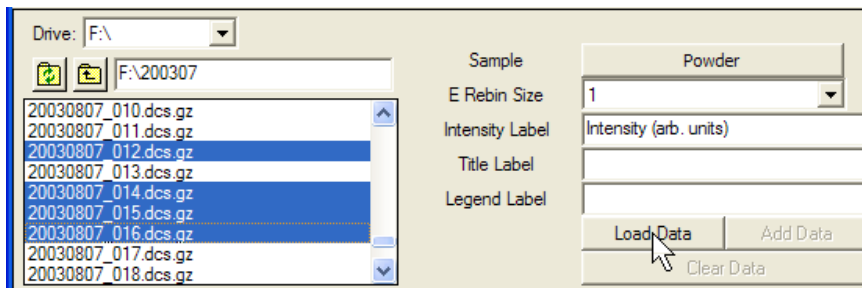 Drive: F:\
F:\200307
20030807_010.dcs.gz
20030807_011.dcs.gz
20030807_012.dcs.gz
20030807_013.dcs.gz
20030807_014.dcs.gz
20030807_015.dcs.gz
20030807_016.dcs.gz
20030807_017.dcs.gz
20030807_018.dcs.gz
Sample Powder
E Rebin Size 1
Intensity Label Intensity (arb. units)
Title Label
Legend Label
Load Data Add Data
Clear Data